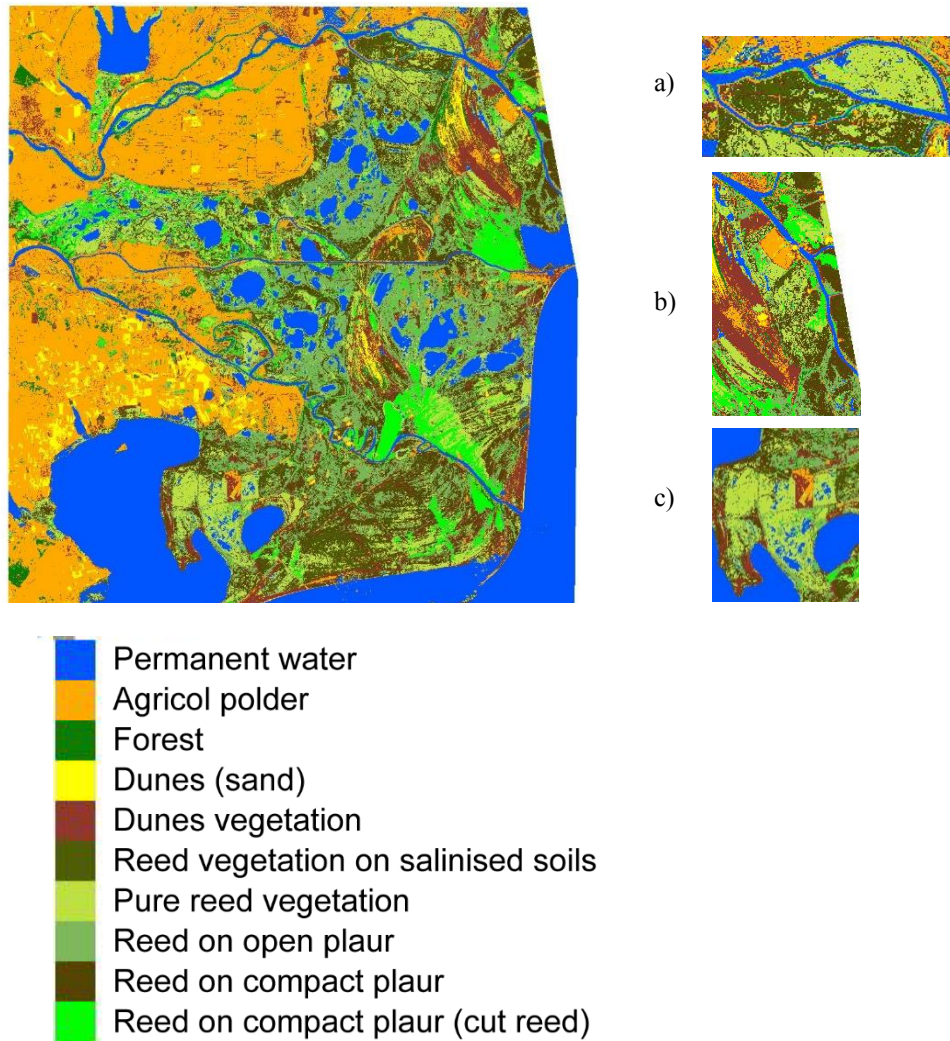 a)
b)
c)
Permanent water
Agricol polder
Forest
Dunes (sand)
Dunes vegetation
Reed vegetation on salinised soils
Pure reed vegetation
Reed on open plaur
Reed on compact plaur
Reed on compact plaur (cut reed)